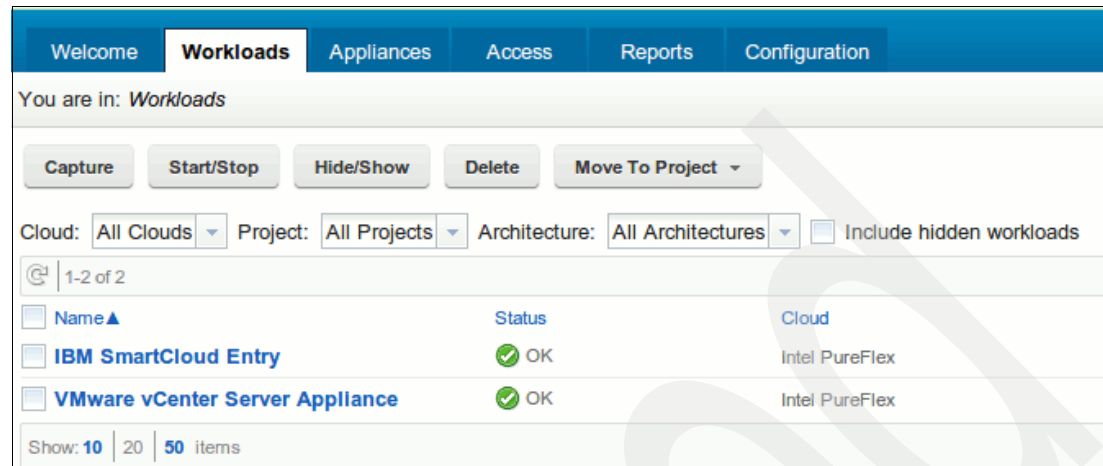 Welcome Workloads Appliances Access Reports Configuration
You are in: Workloads
Capture Start/Stop Hide/Show Delete Move To Project
Cloud: All Clouds Project: All Projects Architecture: All Architectures Include hidden workloads
1-2 of 2
Name▲ Status Cloud
IBM SmartCloud Entry OK Intel PureFlex
VMware vCenter Server Appliance OK Intel PureFlex
Show: 10 | 20 | 50 items